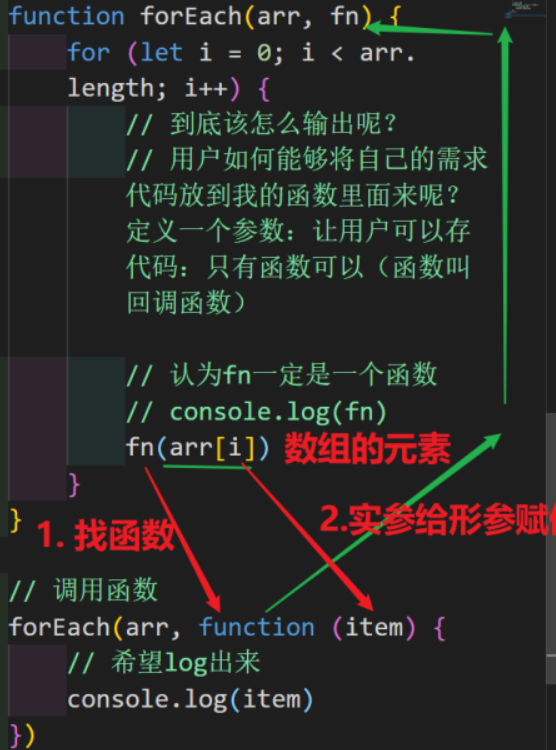 function forEach(arr, fn) {
for (let i = 0; i < arr.
length; i++) {
// 到底该怎么输出呢？
// 用户如何能够将自己的需求
代码放到我的函数里面来呢？
定义一个参数：让用户可以存
代码：只有函数可以（函数叫
回调函数）
// 认为fn一定是一个函数
// console.log(fn)
fn(arr[i]) 数组的元素
}
}
1. 找函数
2.实参给形参赋值
// 调用函数
forEach(arr, function (item) {
// 希望log出来
console.log(item)
})